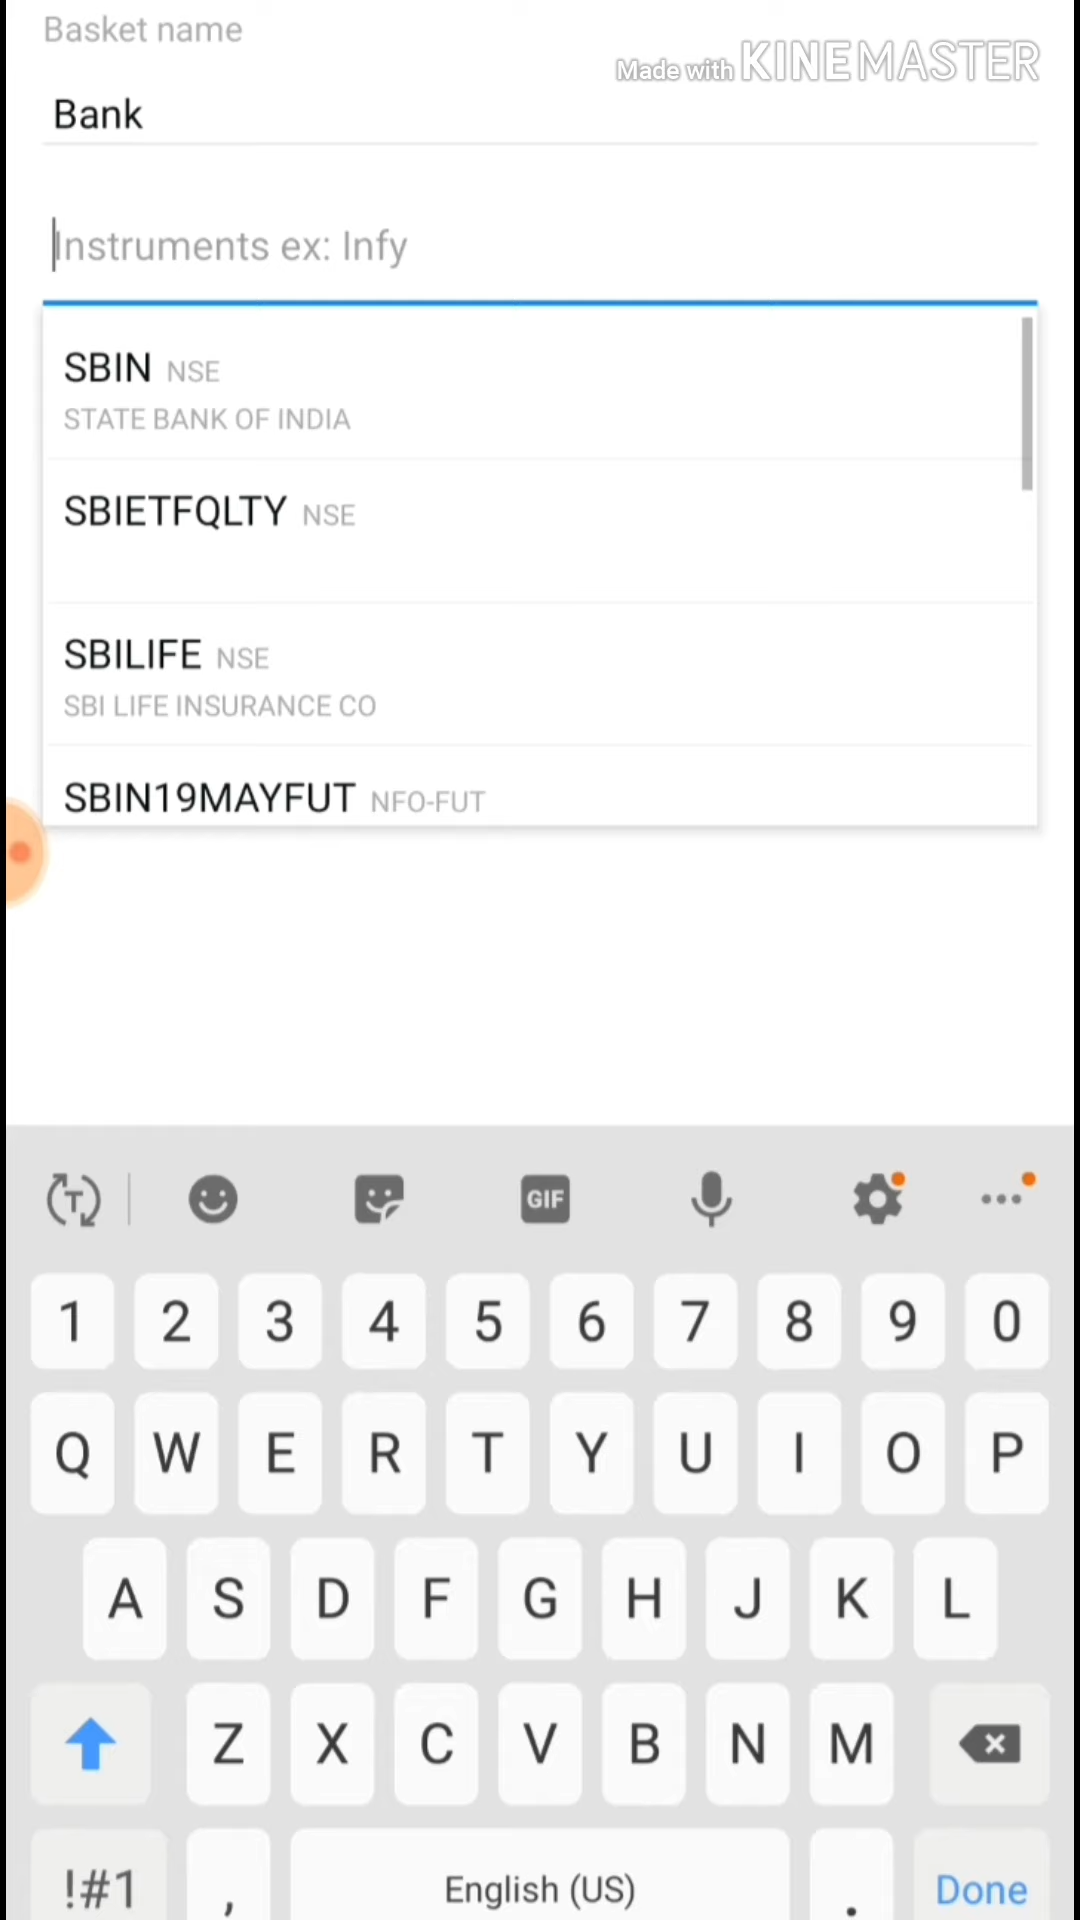 Basket name
Made with KINEMASTER
Bank
Instruments ex: Infy
SBIN NSE
STATE BANK OF INDIA
SBIETFQLTY NSE
SBILIFE NSE
SBI LIFE INSURANCE CO
SBIN19MAYFUT NFO-FUT
T GIF
1 2 3 4 5 6 7 8 9 0
Q W E R T Y U I O P
A S D F G H J K L
Z X C V B N M
!#1 , English (US) . Done